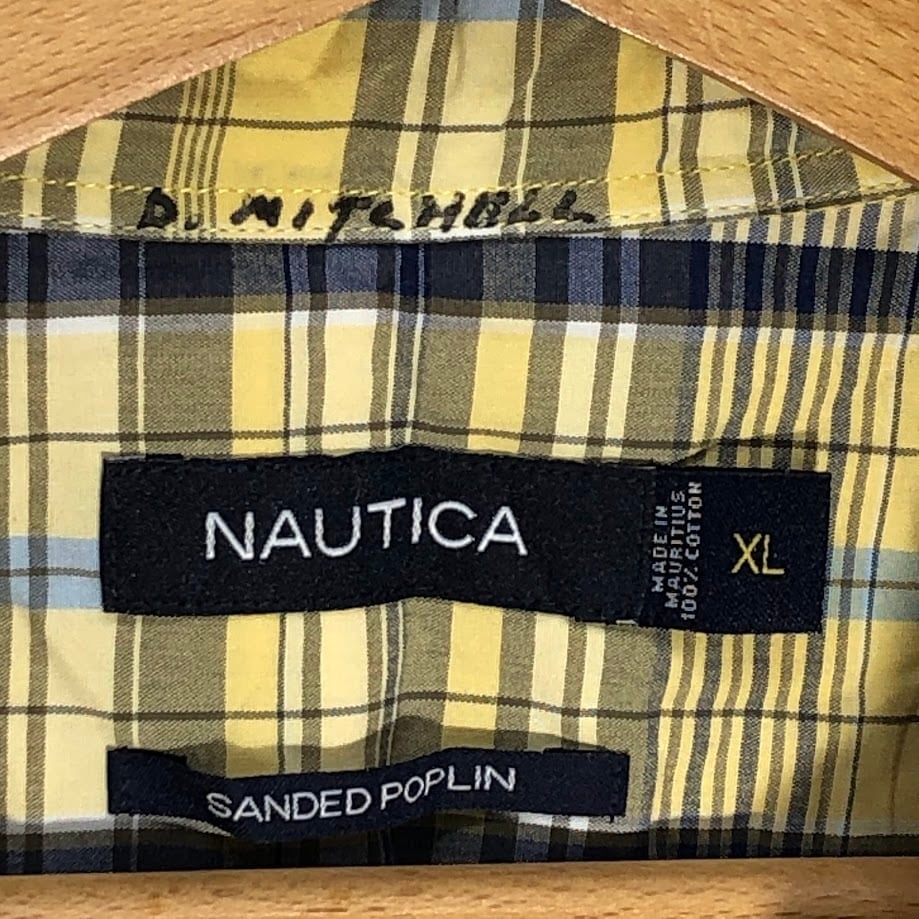 D. MITCHELL
NAUTICA
MADE IN
MAURITIUS
100% COTTON
XL
SANDED POPLIN